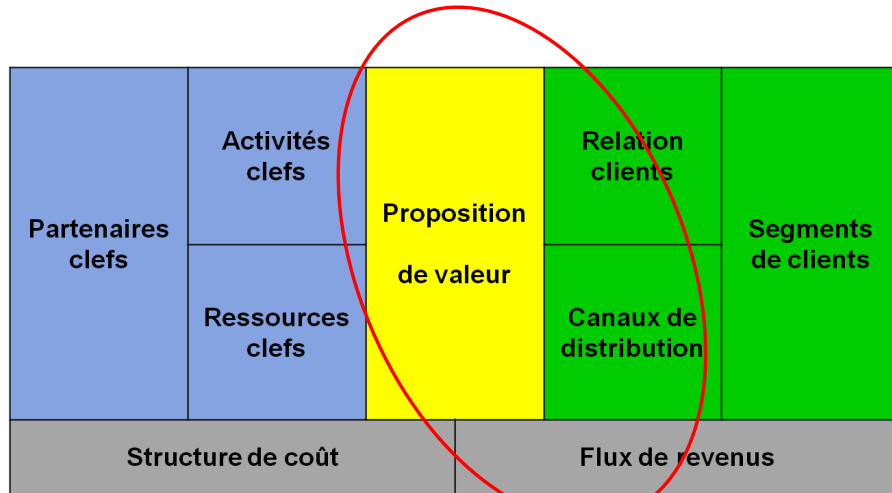 Partenaires
clefs
Activités
clefs
Ressources
clefs
Proposition
de valeur
Relation
clients
Canaux de
distribution
Segments
de clients
Structure de coût
Flux de revenus